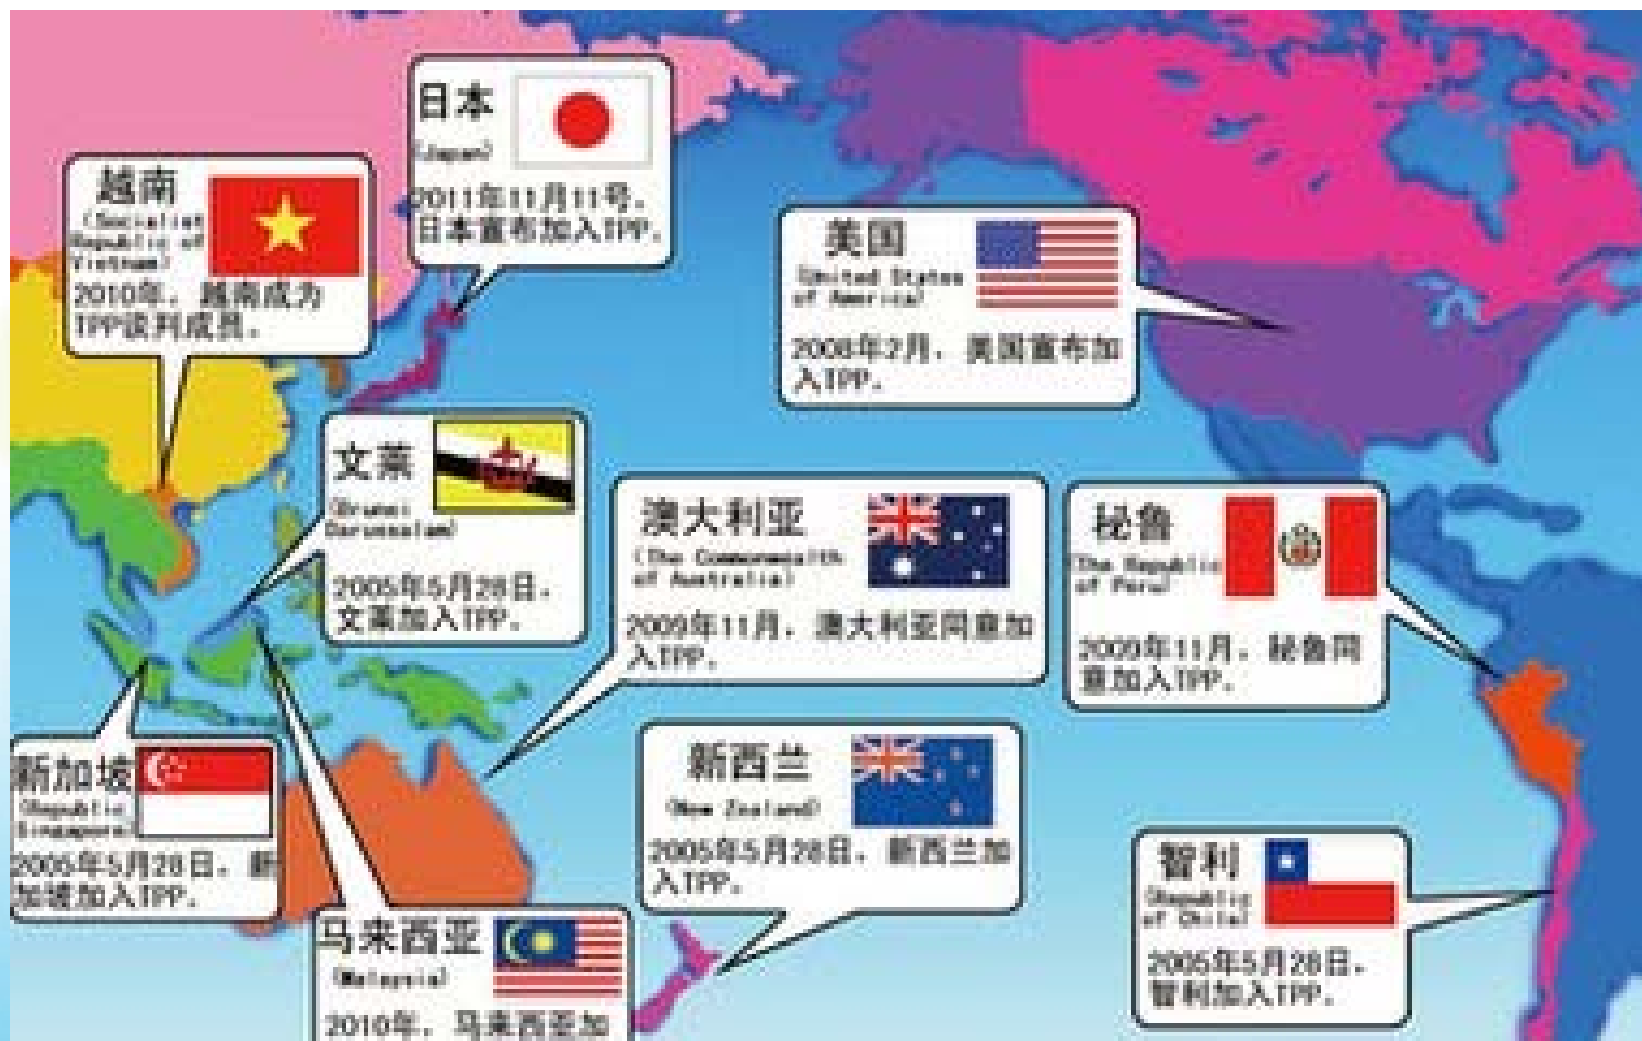 日本
(Japan)
2011年11月11号，
日本宣布加入TPP。
越南
(Socialist
Republic of
Vietnam)
2010年，越南成为
TPP谈判成员。
美国
(United States
of America)
2008年2月，美国宣布加
入TPP。
文莱
(Brunei
Darussalam)
2005年5月28日，
文莱加入TPP。
澳大利亚
(The Commonwealth
of Australia)
2009年11月，澳大利亚同意加
入TPP。
秘鲁
(The Republic
of Peru)
2009年11月，秘鲁同
意加入TPP。
新加坡
(Republic
Singapore)
2005年5月28日，新
加坡加入TPP。
新西兰
(New Zealand)
2005年5月28日，新西兰加
入TPP。
智利
(Republic
of Chile)
2005年5月28日，
智利加入TPP。
马来西亚
(Malaysia)
2010年，马来西亚加